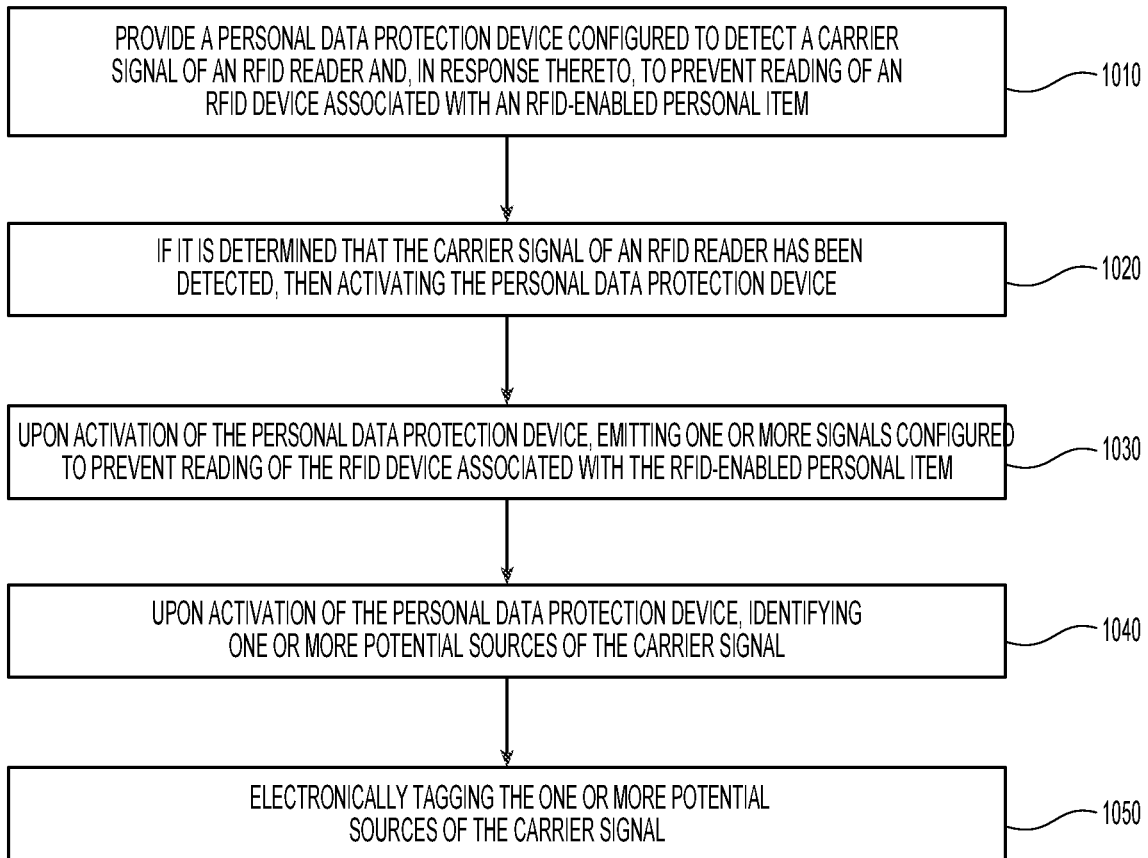 PROVIDE A PERSONAL DATA PROTECTION DEVICE CONFIGURED TO DETECT A CARRIER
SIGNAL OF AN RFID READER AND, IN RESPONSE THERETO, TO PREVENT READING OF AN
RFID DEVICE ASSOCIATED WITH AN RFID-ENABLED PERSONAL ITEM
1010
IF IT IS DETERMINED THAT THE CARRIER SIGNAL OF AN RFID READER HAS BEEN
DETECTED, THEN ACTIVATING THE PERSONAL DATA PROTECTION DEVICE
1020
UPON ACTIVATION OF THE PERSONAL DATA PROTECTION DEVICE, EMITTING ONE OR MORE SIGNALS CONFIGURED
TO PREVENT READING OF THE RFID DEVICE ASSOCIATED WITH THE RFID-ENABLED PERSONAL ITEM
1030
UPON ACTIVATION OF THE PERSONAL DATA PROTECTION DEVICE, IDENTIFYING
ONE OR MORE POTENTIAL SOURCES OF THE CARRIER SIGNAL
1040
ELECTRONICALLY TAGGING THE ONE OR MORE POTENTIAL
SOURCES OF THE CARRIER SIGNAL
1050